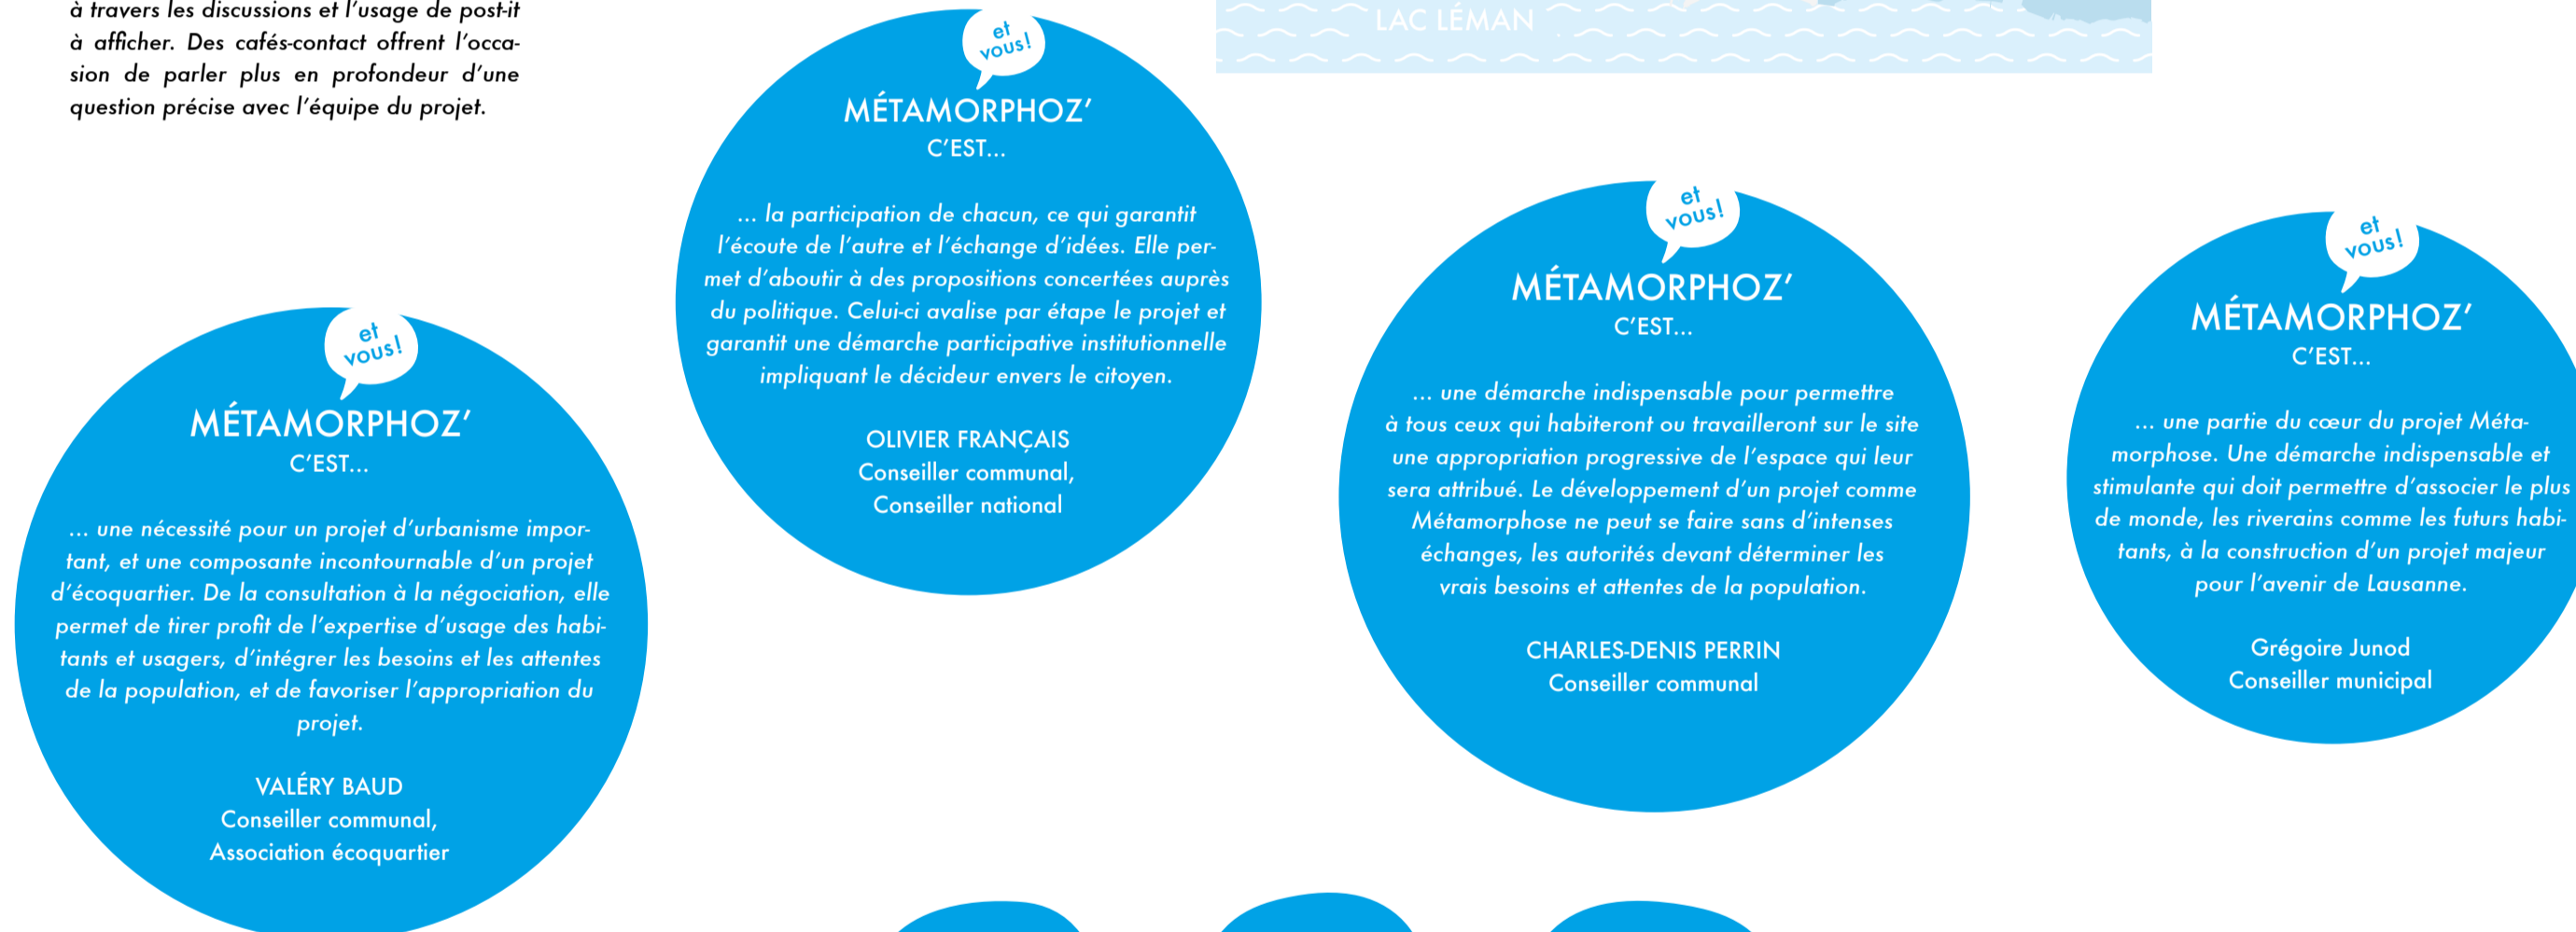 à travers les discussions et l'usage de post-it
à afficher. Des cafés-contact offrent l'occa-
sion de parler plus en profondeur d'une
question précise avec l'équipe du projet.
LAC LÉMAN
et
vous!
MÉTAMORPHOZ'
C'EST...
... une nécessité pour un projet d'urbanisme impor-
tant, et une composante incontournable d'un projet
d'écoquartier. De la consultation à la négociation, elle
permet de tirer profit de l'expertise d'usage des habi-
tants et usagers, d'intégrer les besoins et les attentes
de la population, et de favoriser l'appropriation du
projet.
VALÉRY BAUD
Conseiller communal,
Association écoquartier
et
vous!
MÉTAMORPHOZ'
C'EST...
... la participation de chacun, ce qui garantit
l'écoute de l'autre et l'échange d'idées. Elle per-
met d'aboutir à des propositions concertées auprès
du politique. Celui-ci avalise par étape le projet et
garantit une démarche participative institutionnelle
impliquant le décideur envers le citoyen.
OLIVIER FRANÇAIS
Conseiller communal,
Conseiller national
et
vous!
MÉTAMORPHOZ'
C'EST...
... une démarche indispensable pour permettre
à tous ceux qui habiteront ou travailleront sur le site
une appropriation progressive de l'espace qui leur
sera attribué. Le développement d'un projet comme
Métamorphose ne peut se faire sans d'intenses
échanges, les autorités devant déterminer les
vrais besoins et attentes de la population.
CHARLES-DENIS PERRIN
Conseiller communal
et
vous!
MÉTAMORPHOZ'
C'EST...
... une partie du cœur du projet Méta-
morphose. Une démarche indispensable et
stimulante qui doit permettre d'associer le plus
de monde, les riverains comme les futurs habi-
tants, à la construction d'un projet majeur
pour l'avenir de Lausanne.
Grégoire Junod
Conseiller municipal